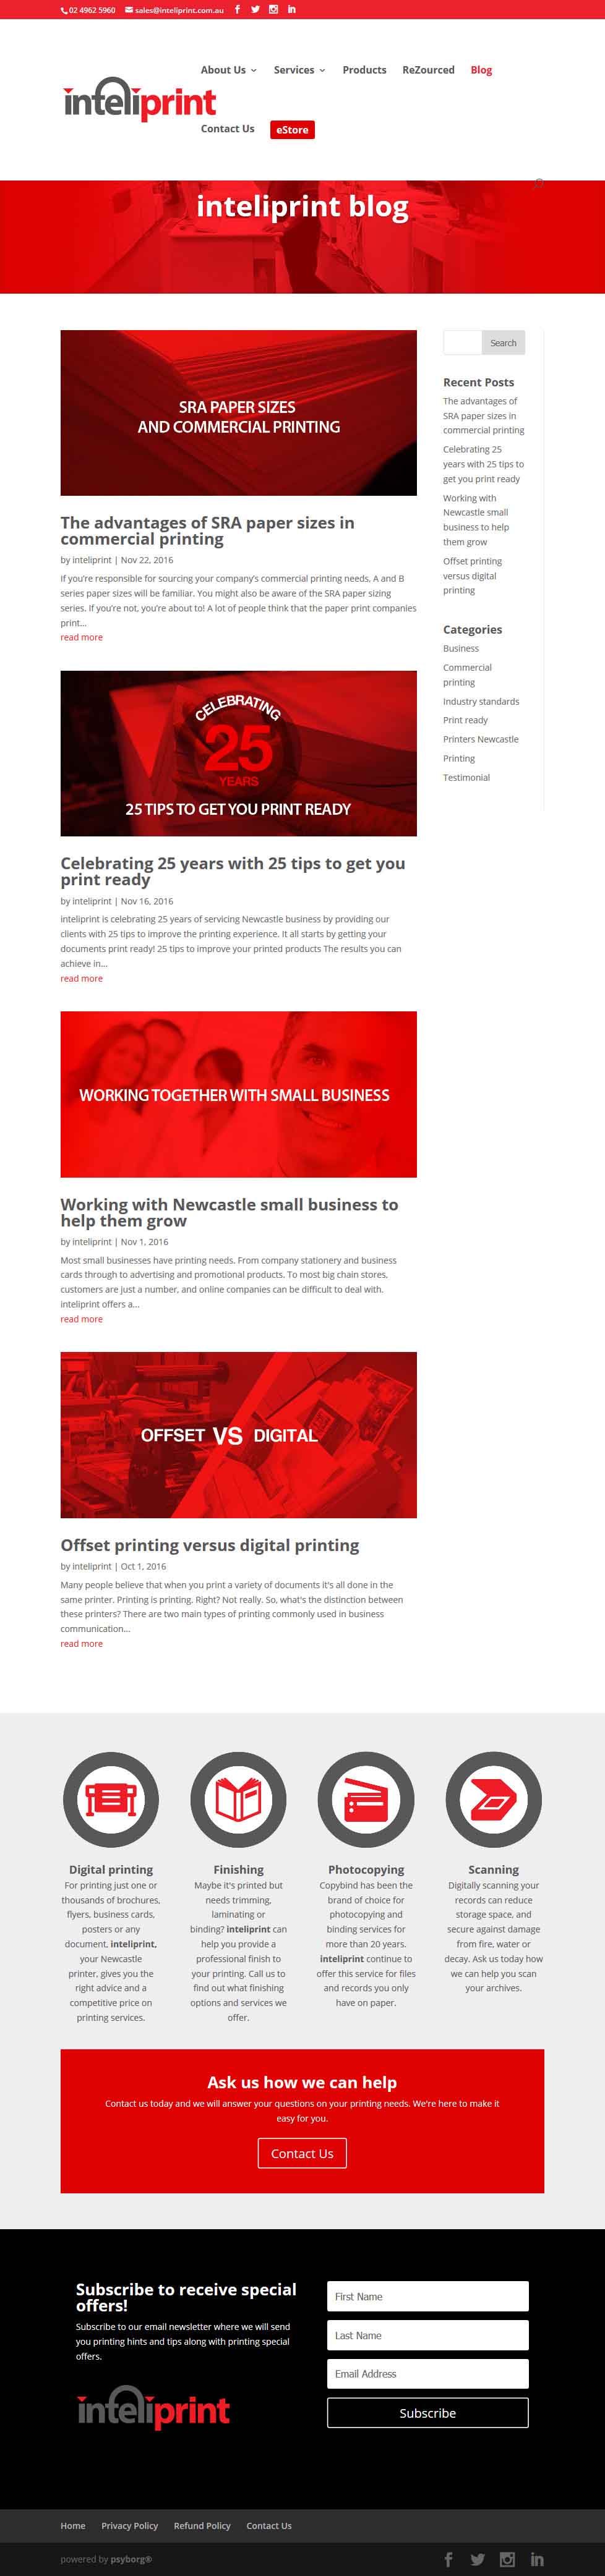 02 4962 5960 sales@inteliprint.com.au
About Us Services Products ReZourced Blog
inteliprint
Contact Us eStore
inteliprint blog
SRA PAPER SIZES
AND COMMERCIAL PRINTING
The advantages of SRA paper sizes in
commercial printing
by inteliprint | Nov 22, 2016
If you're responsible for sourcing your company's commercial printing needs, A and B
series paper sizes will be familiar. You might also be aware of the SRA paper sizing
series. If you're not, you're about to! A lot of people think that the paper print companies
print...
read more
CELEBRATING
25
YEARS
25 TIPS TO GET YOU PRINT READY
Celebrating 25 years with 25 tips to get you
print ready
by inteliprint | Nov 16, 2016
inteliprint is celebrating 25 years of servicing Newcastle business by providing our
clients with 25 tips to improve the printing experience. It all starts by getting your
documents print ready! 25 tips to improve your printed products The results you can
achieve in...
read more
WORKING TOGETHER WITH SMALL BUSINESS
Working with Newcastle small business to
help them grow
by inteliprint | Nov 1, 2016
Most small businesses have printing needs. From company stationery and business
cards through to advertising and promotional products. To most big chain stores,
customers are just a number, and online companies can be difficult to deal with.
inteliprint offers a...
read more
OFFSET VS DIGITAL
Offset printing versus digital printing
by inteliprint | Oct 1, 2016
Many people believe that when you print a variety of documents it's all done in the
same printer. Printing is printing. Right? Not really. So, what's the distinction between
these printers? There are two main types of printing commonly used in business
communication...
read more
Search
Recent Posts
The advantages of
SRA paper sizes in
commercial printing
Celebrating 25
years with 25 tips to
get you print ready
Working with
Newcastle small
business to help
them grow
Offset printing
versus digital
printing
Categories
Business
Commercial
printing
Industry standards
Print ready
Printers Newcastle
Printing
Testimonial
Digital printing
For printing just one or
thousands of brochures,
flyers, business cards,
posters or any
document, inteliprint,
your Newcastle
printer, gives you the
right advice and a
competitive price on
printing services.
Finishing
Maybe it's printed but
needs trimming,
laminating or
binding? inteliprint can
help you provide a
professional finish to
your printing. Call us to
find out what finishing
options and services we
offer.
Photocopying
Copybind has been the
brand of choice for
photocopying and
binding services for
more than 20 years.
inteliprint continue to
offer this service for files
and records you only
have on paper.
Scanning
Digitally scanning your
records can reduce
storage space, and
secure against damage
from fire, water or
decay. Ask us today how
we can help you scan
your archives.
Ask us how we can help
Contact us today and we will answer your questions on your printing needs. We're here to make it
easy for you.
Contact Us
Subscribe to receive special
offers!
Subscribe to our email newsletter where we will send
you printing hints and tips along with printing special
offers.
inteliprint
First Name
Last Name
Email Address
Subscribe
Home Privacy Policy Refund Policy Contact Us
powered by psyborg®